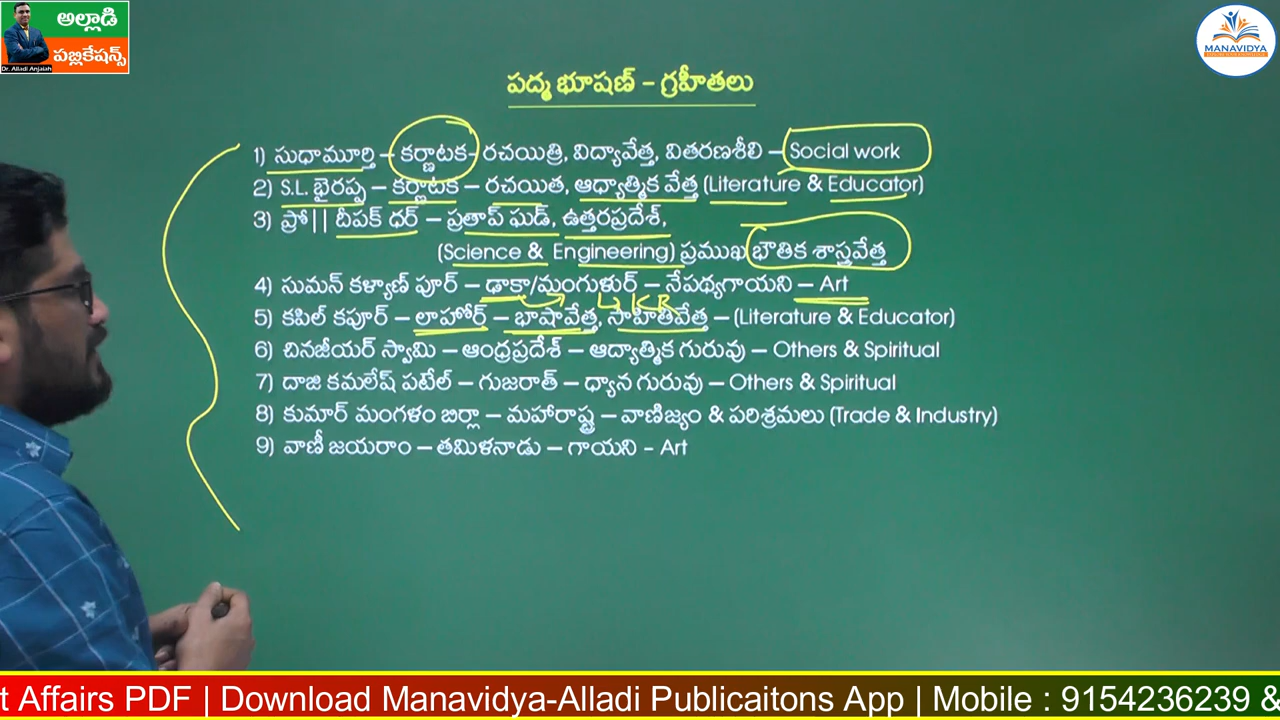 అల్లాడి
పబ్లికేషన్స్
Dr. Alladi Anjaiah
MANAVIDYA
పద్మ భూషణ్ – గ్రహీతలు
1) సుధామూర్తి – కర్ణాటక- రచయిత్రి, విద్యావేత్త, వితరణశీలి – Social work
2) S.L. భైరప్ప – కర్ణాటక – రచయిత, ఆధ్యాత్మిక వేత్త (Literature & Educator)
3) ప్రో|| దీపక్ ధర్ – ప్రతాప్ ఘడ్, ఉత్తరప్రదేశ్,
(Science & Engineering) ప్రముఖ భౌతిక శాస్త్రవేత్త
4) సుమన్ కళ్యాణ్ పూర్ – ఢాకా/మంగుళుర్ – నేపథ్యగాయని – Art
KR
5) కపిల్ కపూర్ – లాహోర్ – భాషావేత్త, సాహితీవేత్త – (Literature & Educator)
6) చినజీయర్ స్వామి – ఆంధ్రప్రదేశ్ – ఆద్యాత్మిక గురువు – Others & Spiritual
7) దాజి కమలేష్ పటేల్ – గుజరాత్ – ధ్యాన గురువు – Others & Spiritual
8) కుమార్ మంగళం బిర్లా – మహారాష్ట్ర – వాణిజ్యం & పరిశ్రమలు (Trade & Industry)
9) వాణీ జయరాం – తమిళనాడు – గాయని - Art
t Affairs PDF | Download Manavidya-Alladi Publicaitons App | Mobile : 9154236239 &